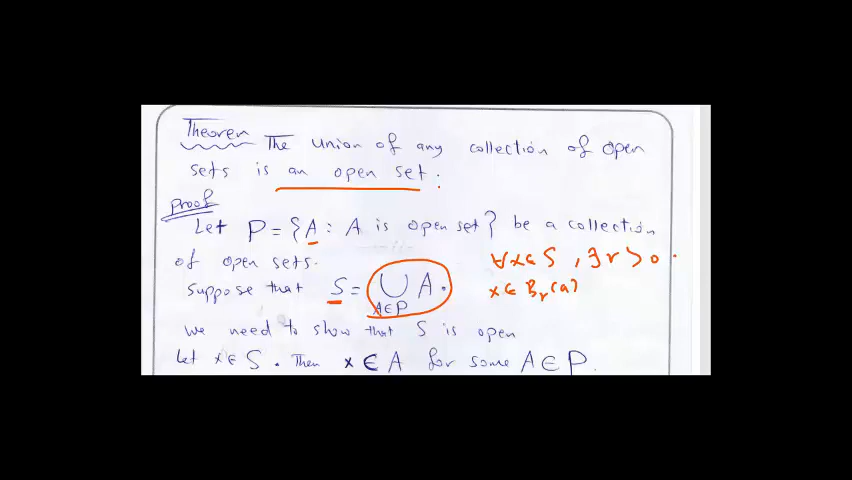 Theorem The union of any collection of open
sets is an open set.
proof
Let P = { A : A is open set } be a collection
of open sets.
∀x∈S, ∃r>0.
Suppose that S = ⋃ A.
A∈P
x∈Br(a)
we need to show that S is open
Let x∈S. Then x∈A for some A∈P.